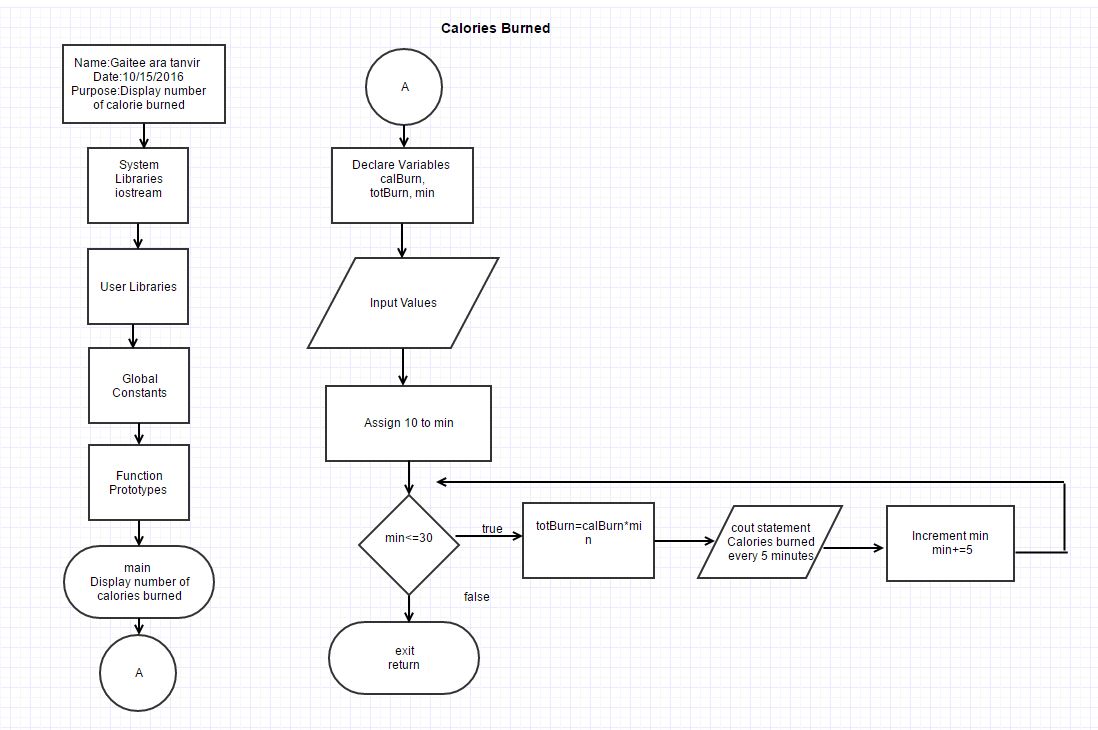 Calories Burned
Name:Gaitee ara tanvir
Date:10/15/2016
Purpose:Display number
of calorie burned
System
Libraries
iostream
User Libraries
Global
Constants
Function
Prototypes
main
Display number of
calories burned
A
A
Declare Variables
calBurn,
totBurn, min
Input Values
Assign 10 to min
min<=30
true
totBurn=calBurn*mi
n
cout statement
Calories burned
every 5 minutes
Increment min
min+=5
false
exit
return